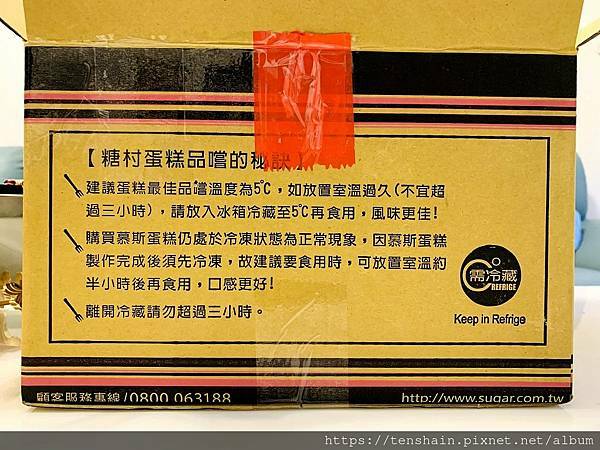 【糖村蛋糕品嚐的秘訣】
建議蛋糕最佳品嚐溫度為5℃，如放置室溫過久(不宜超
過三小時)，請放入冰箱冷藏至5℃再食用，風味更佳!
購買慕斯蛋糕仍處於冷凍狀態為正常現象，因慕斯蛋糕
製作完成後須先冷凍，故建議要食用時，可放置室溫約
半小時後再食用，口感更好!
離開冷藏請勿超過三小時。
需冷藏
REFRIGE
Keep in Refrige
顧客服務專線/0800 063188
http://www.sugar.com.tw
https://tenshain.pixnet.net/album